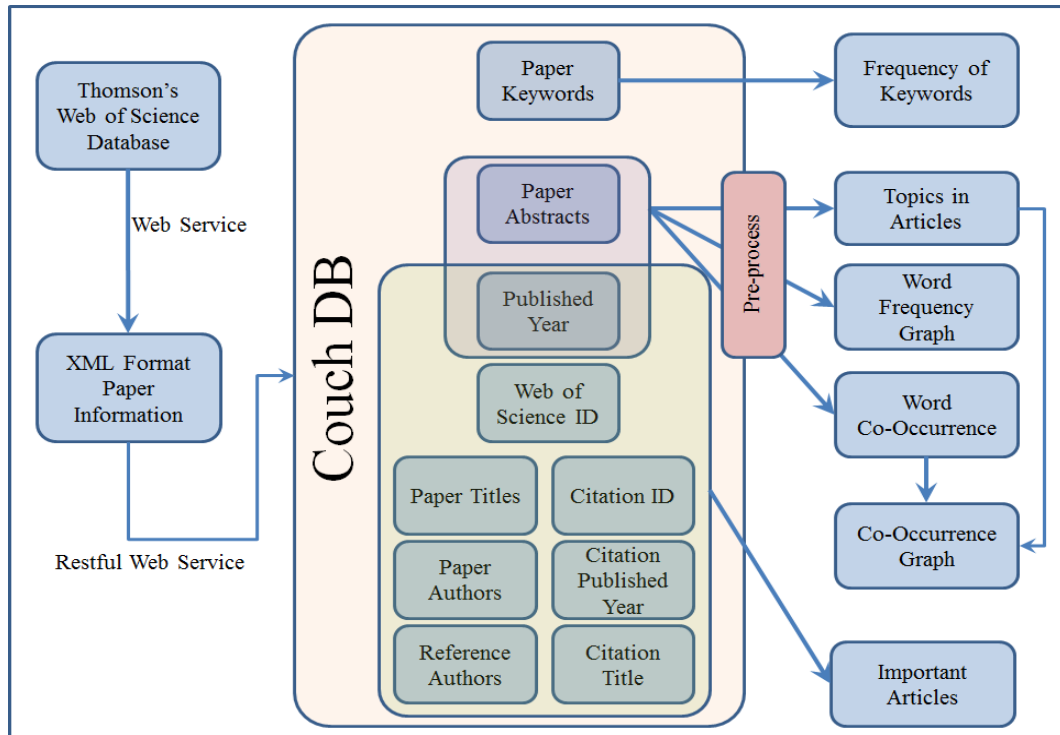 Thomson's
Web of Science
Database
Web Service
XML Format
Paper
Information
Restful Web Service
Couch DB
Paper
Keywords
Paper
Abstracts
Published
Year
Web of
Science ID
Paper Titles
Citation ID
Paper
Authors
Citation
Published
Year
Reference
Authors
Citation
Title
Pre-process
Frequency of
Keywords
Topics in
Articles
Word
Frequency
Graph
Word
Co-Occurrence
Co-Occurrence
Graph
Important
Articles